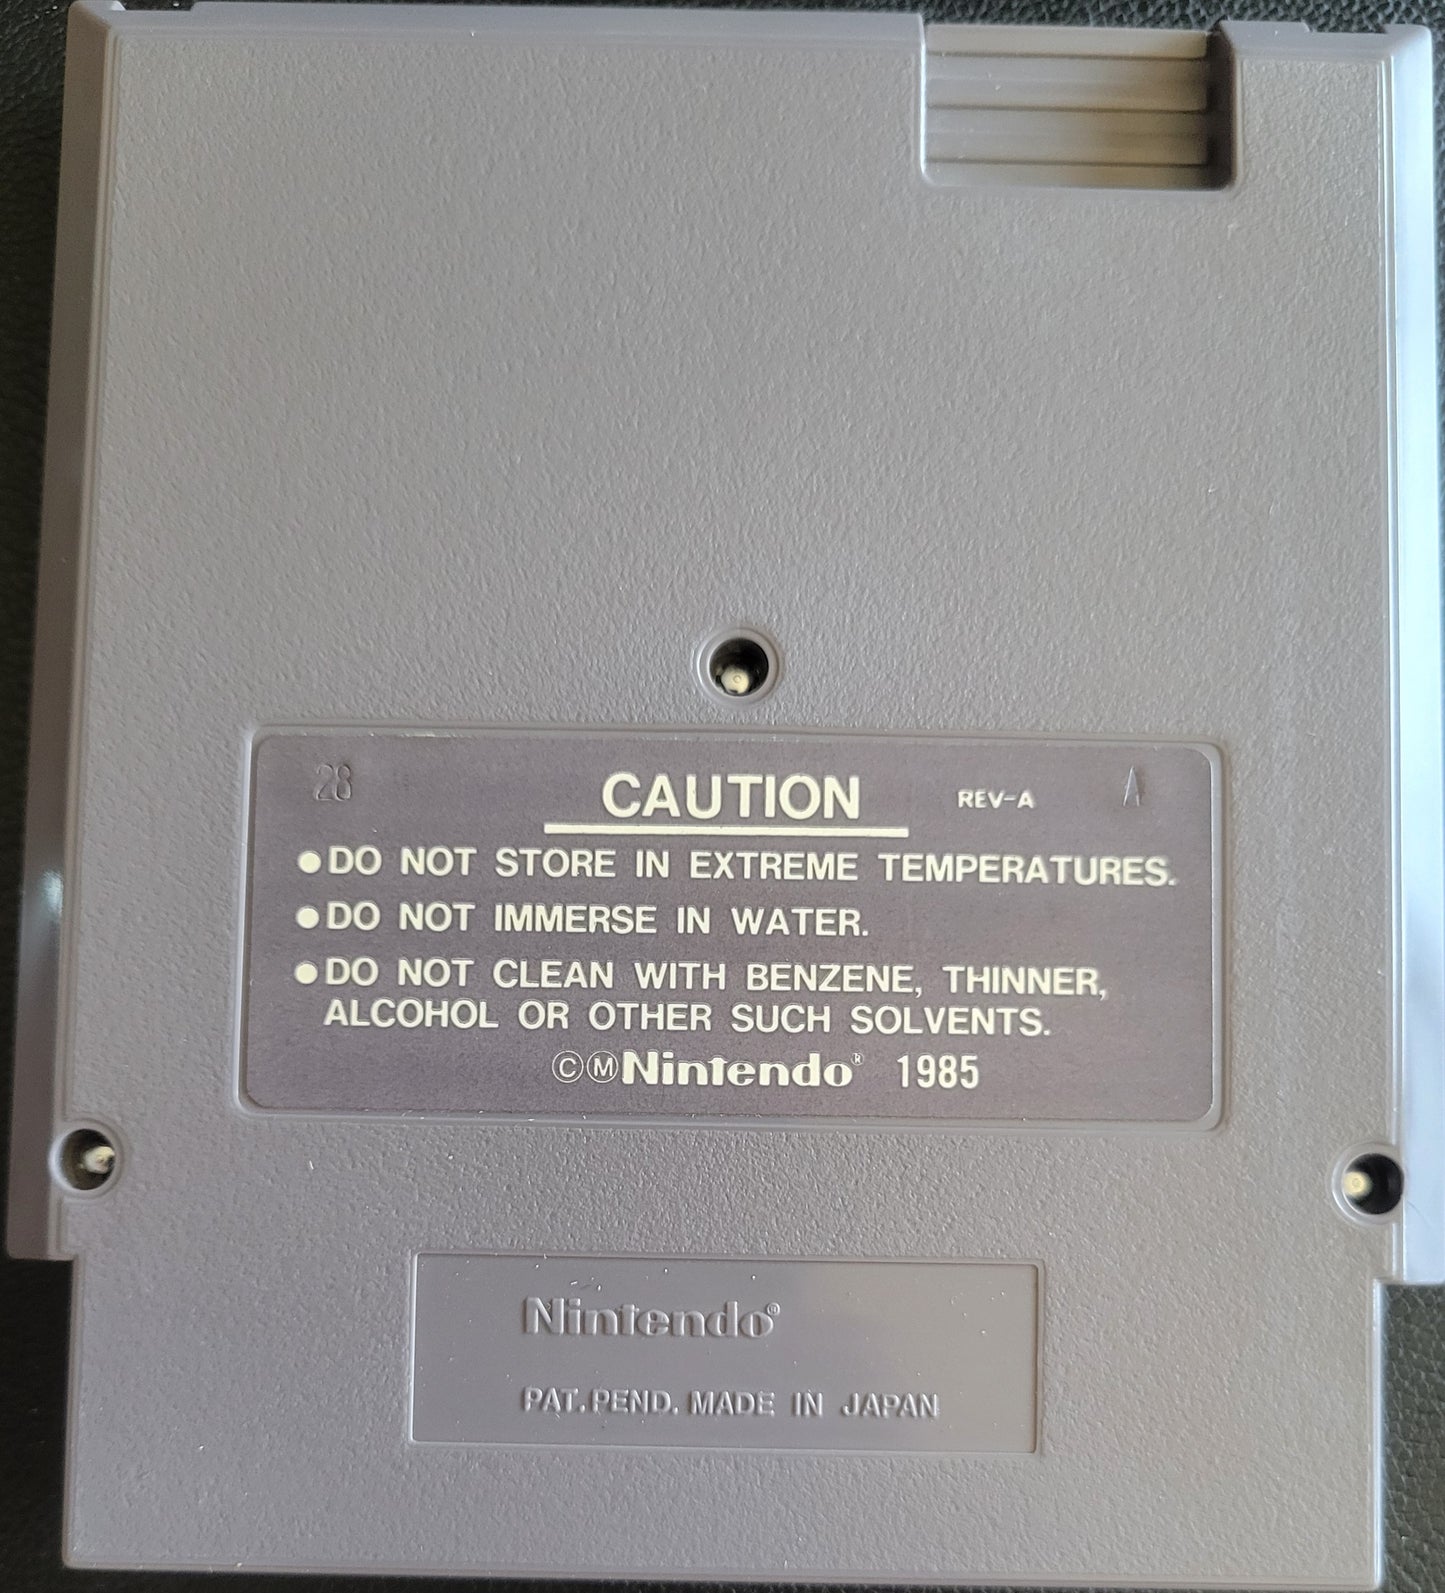 28 CAUTION REV-A A
●DO NOT STORE IN EXTREME TEMPERATURES.
●DO NOT IMMERSE IN WATER.
●DO NOT CLEAN WITH BENZENE, THINNER,
ALCOHOL OR OTHER SUCH SOLVENTS.
©ⓂNintendo® 1985
Nintendo®
PAT.PEND. MADE IN JAPAN